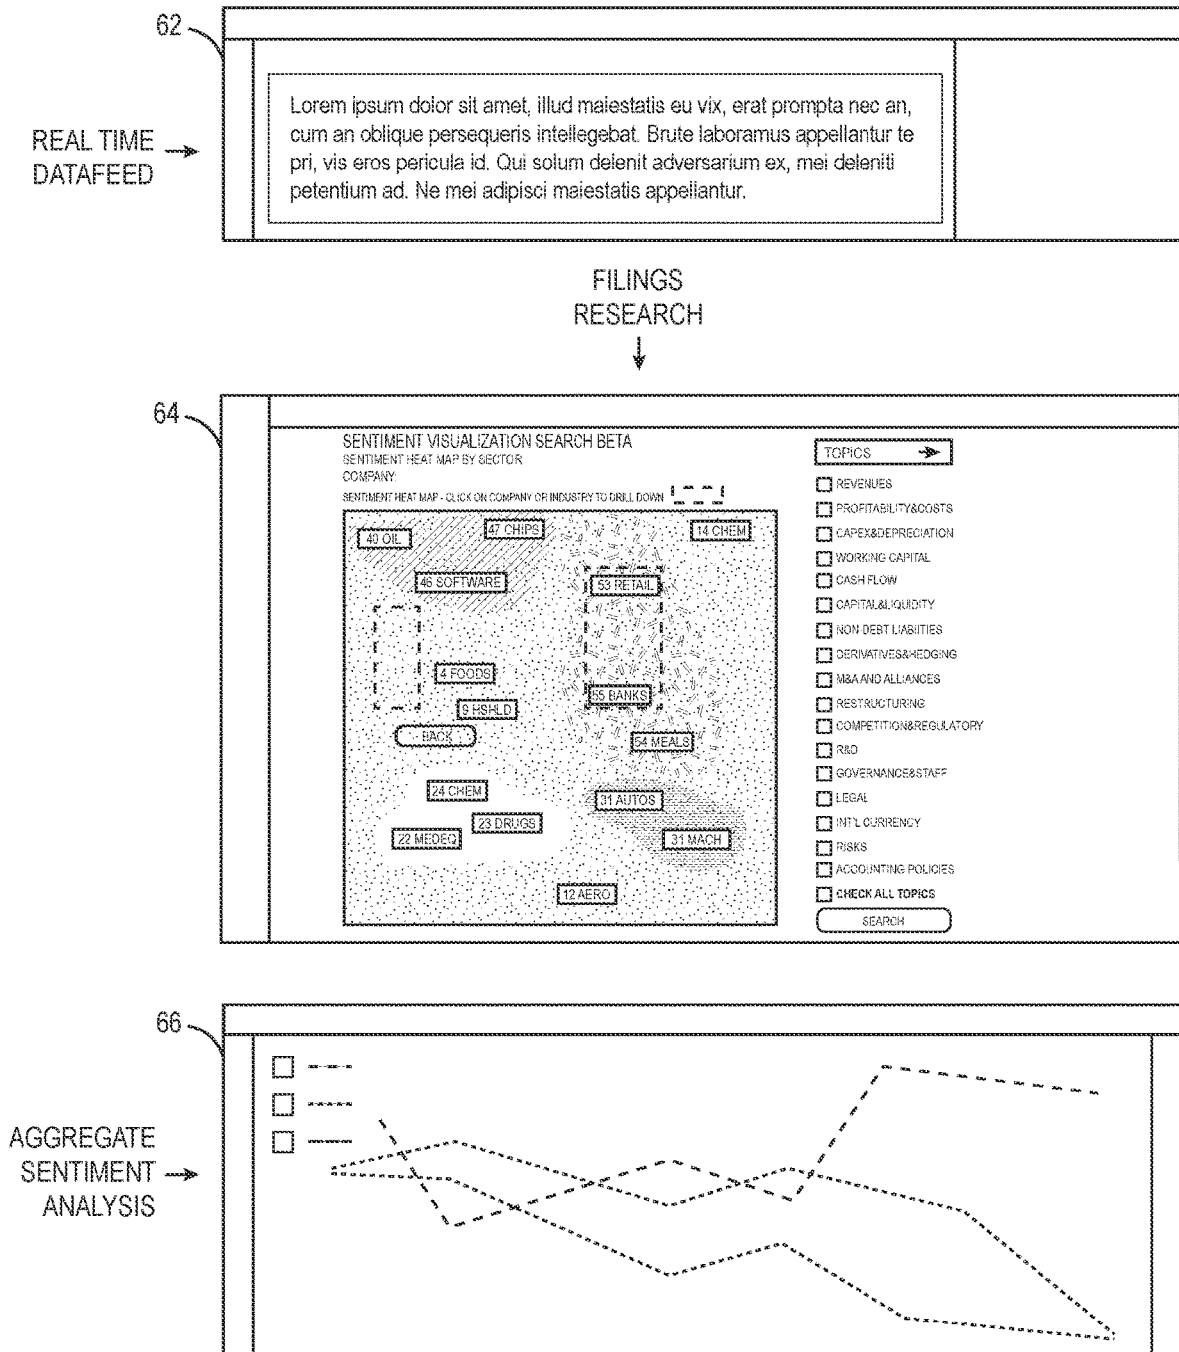 62
REAL TIME
DATAFEED
Lorem ipsum dolor sit amet, illud maiestatis eu vix, erat prompta nec an,
cum an oblique persequeris intellegebat. Brute laboramus appellantur te
pri, vis eros pericula id. Qui solum delenit adversarium ex, mei deleniti
petentium ad. Ne mei adipisci maiestatis appellantur.
FILINGS
RESEARCH
64
SENTIMENT VISUALIZATION SEARCH BETA
SENTIMENT HEAT MAP BY SECTOR
COMPANY:
SENTIMENT HEAT MAP - CLICK ON COMPANY OR INDUSTRY TO DRILL DOWN
40 OIL
47 CHIPS
14 CHEM
46 SOFTWARE
53 RETAIL
4 FOODS
55 BANKS
9 HSHLD
BACK
54 MEALS
24 CHEM
31 AUTOS
23 DRUGS
22 MEDEQ
31 MACH
12 AERO
TOPICS
REVENUES
PROFITABILITY&COSTS
CAPEX&DEPRECIATION
WORKING CAPITAL
CASH FLOW
CAPITAL&LIQUIDITY
NON-DEBT LIABIITIES
DERIVATIVES&HEDGING
M&A AND ALLIANCES
RESTRUCTURING
COMPETITION&REGULATORY
R&D
GOVERNANCE&STAFF
LEGAL
INT'L CURRENCY
RISKS
ACCOUNTING POLICIES
CHECK ALL TOPICS
SEARCH
66
AGGREGATE
SENTIMENT
ANALYSIS